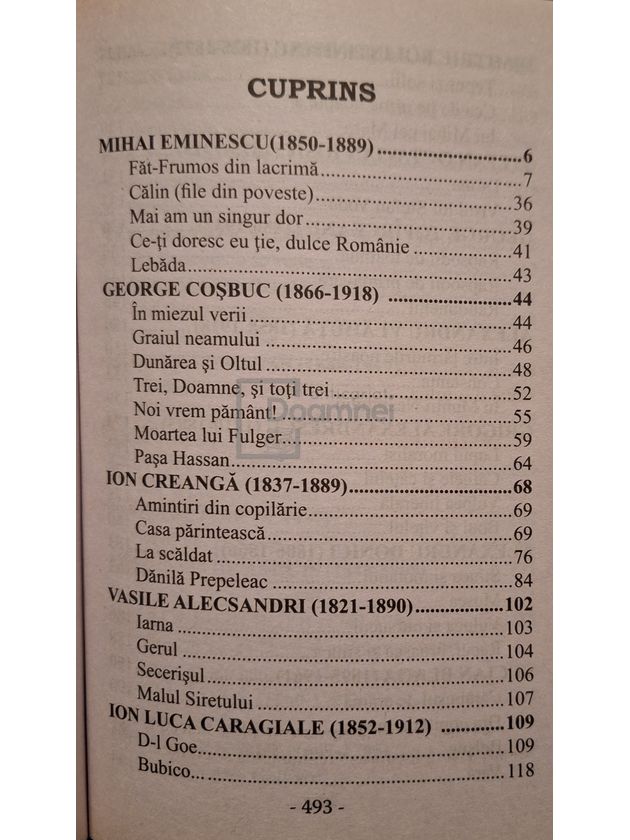 CUPRINS
MIHAI EMINESCU(1850-1889)........................6
Făt-Frumos din lacrimă........................7
Călin (file din poveste)........................36
Mai am un singur dor........................39
Ce-ţi doresc eu ţie, dulce Românie ................41
Lebăda........................43
GEORGE COŞBUC (1866-1918) ........................44
În miezul verii........................44
Graiul neamului ........................46
Dunărea şi Oltul ........................48
Trei, Doamne, şi toţi trei ........................52
Noi vrem pământ!........................55
Moartea lui Fulger........................59
Paşa Hassan........................64
ION CREANGĂ (1837-1889)........................68
Amintiri din copilărie........................69
Casa părintească........................69
La scăldat ........................76
Dănilă Prepeleac ........................84
VASILE ALECSANDRI (1821-1890)................102
Iarna ........................103
Gerul ........................104
Secerişul........................106
Malul Siretului ........................107
ION LUCA CARAGIALE (1852-1912) .............109
D-l Goe........................109
Bubico........................118
- 493 -